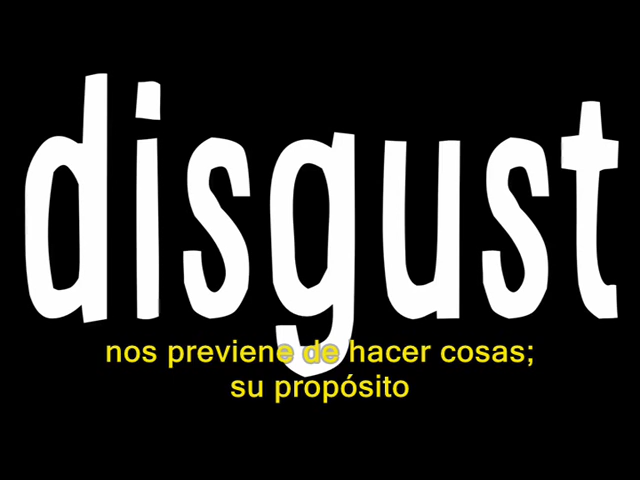 disgust
nos previene de hacer cosas;
su propósito